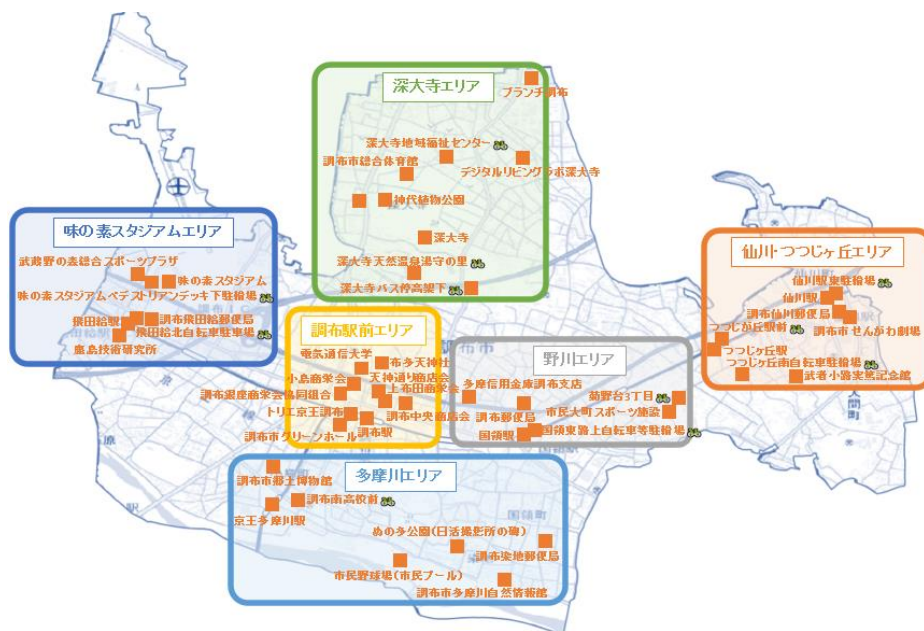 深大寺エリア
ブランチ調布
深大寺地域福祉センター
調布市総合体育館
デジタルリビングラボ深大寺
神代植物公園
深大寺
深大寺天然温泉湯守の里
深大寺バス停高架下
味の素スタジアムエリア
武蔵野の森総合スポーツプラザ
味の素スタジアム
味の素スタジアムペデストリアンデッキ下駐輪場
飛田給駅
調布飛田給郵便局
飛田給北自転車駐車場
鹿島技術研究所
仙川・つつじヶ丘エリア
仙川駅東駐輪場
仙川駅
調布仙川郵便局
つつじが丘駅前
調布市せんがわ劇場
つつじヶ丘駅
つつじヶ丘南自転車駐輪場
武者小路実篤記念館
調布駅前エリア
電気通信大学
布多天神社
小島商栄会
天神通り商店会
上布田商栄会
調布銀座商栄会協同組合
トリエ京王調布
調布中央商店会
調布駅
調布市グリーンホール
野川エリア
多摩信用金庫調布支店
菊野台3丁目
調布郵便局
市民大町スポーツ施設
国領駅
国領東路上自転車等駐輪場
多摩川エリア
調布市郷土博物館
調布南高校前
京王多摩川駅
ぬの多公園(日活撮影所の碑)
調布染地郵便局
市民野球場(市民プール)
調布市多摩川自然情報館